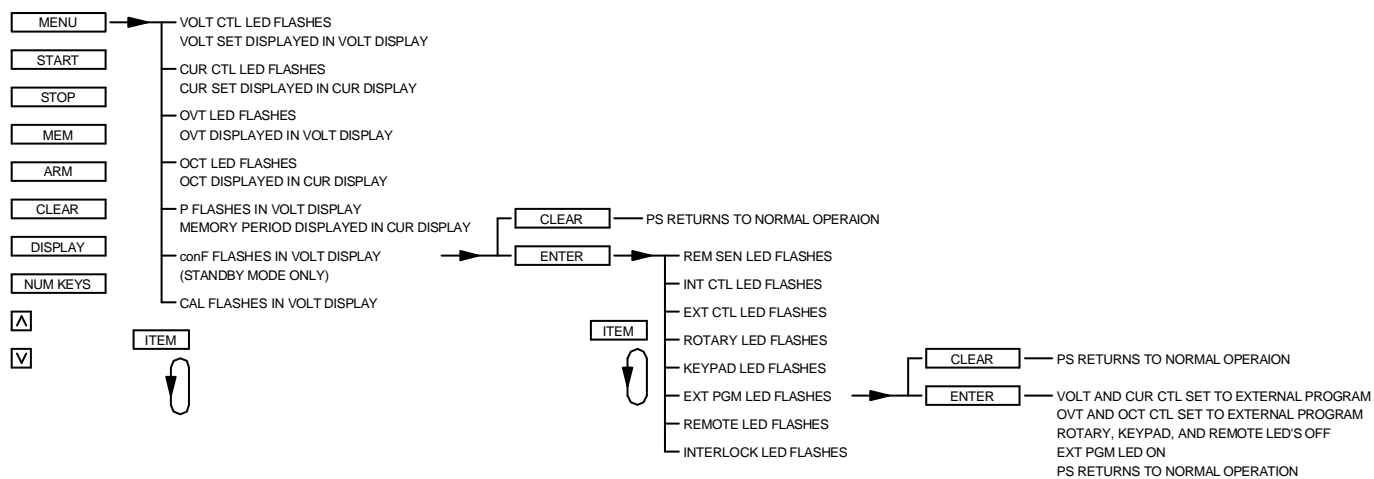 MENU
START
STOP
MEM
ARM
CLEAR
DISPLAY
NUM KEYS
VOLT CTL LED FLASHES
VOLT SET DISPLAYED IN VOLT DISPLAY
CUR CTL LED FLASHES
CUR SET DISPLAYED IN CUR DISPLAY
OVT LED FLASHES
OVT DISPLAYED IN VOLT DISPLAY
OCT LED FLASHES
OCT DISPLAYED IN CUR DISPLAY
P FLASHES IN VOLT DISPLAY
MEMORY PERIOD DISPLAYED IN CUR DISPLAY
conF FLASHES IN VOLT DISPLAY
(STANDBY MODE ONLY)
CAL FLASHES IN VOLT DISPLAY
ITEM
CLEAR
PS RETURNS TO NORMAL OPERAION
ENTER
REM SEN LED FLASHES
INT CTL LED FLASHES
EXT CTL LED FLASHES
ROTARY LED FLASHES
KEYPAD LED FLASHES
EXT PGM LED FLASHES
REMOTE LED FLASHES
INTERLOCK LED FLASHES
ITEM
CLEAR
PS RETURNS TO NORMAL OPERAION
ENTER
VOLT AND CUR CTL SET TO EXTERNAL PROGRAM
OVT AND OCT CTL SET TO EXTERNAL PROGRAM
ROTARY, KEYPAD, AND REMOTE LED'S OFF
EXT PGM LED ON
PS RETURNS TO NORMAL OPERATION